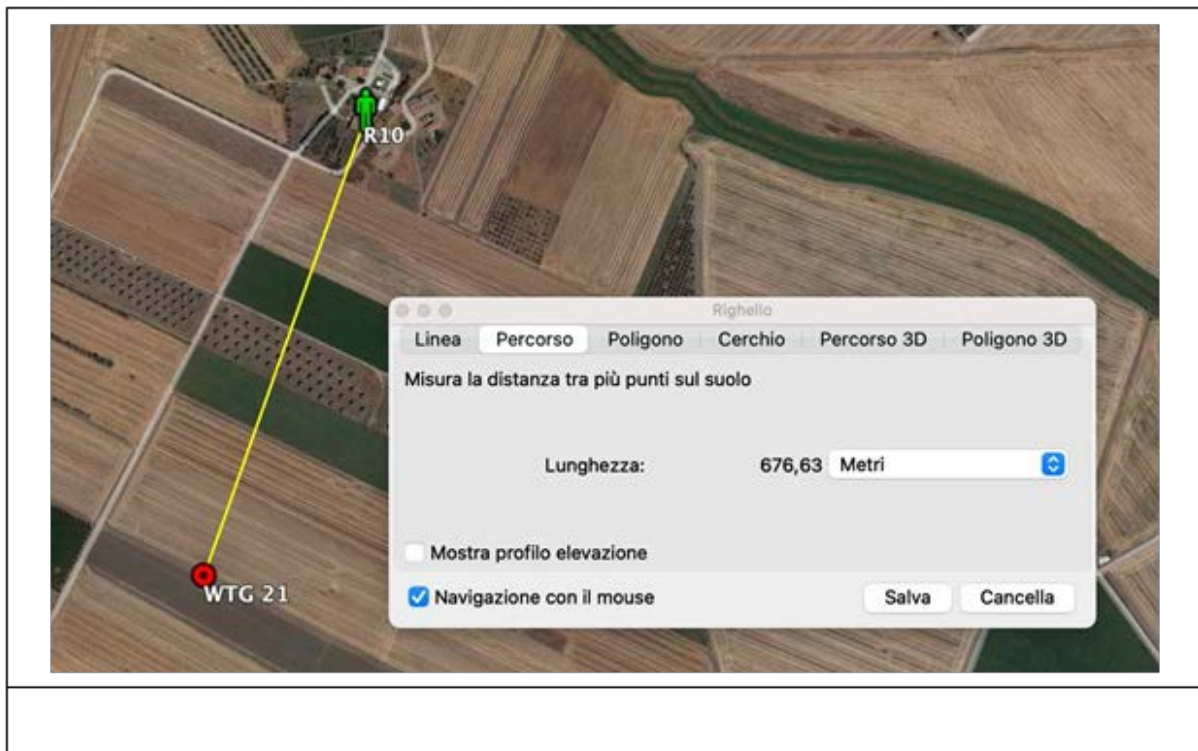 R10
Righello
Linea Percorso Poligono Cerchio Percorso 3D Poligono 3D
Misura la distanza tra più punti sul suolo
Lunghezza: 676,63 Metri
Mostra profilo elevazione
WTG 21
Navigazione con il mouse Salva Cancella